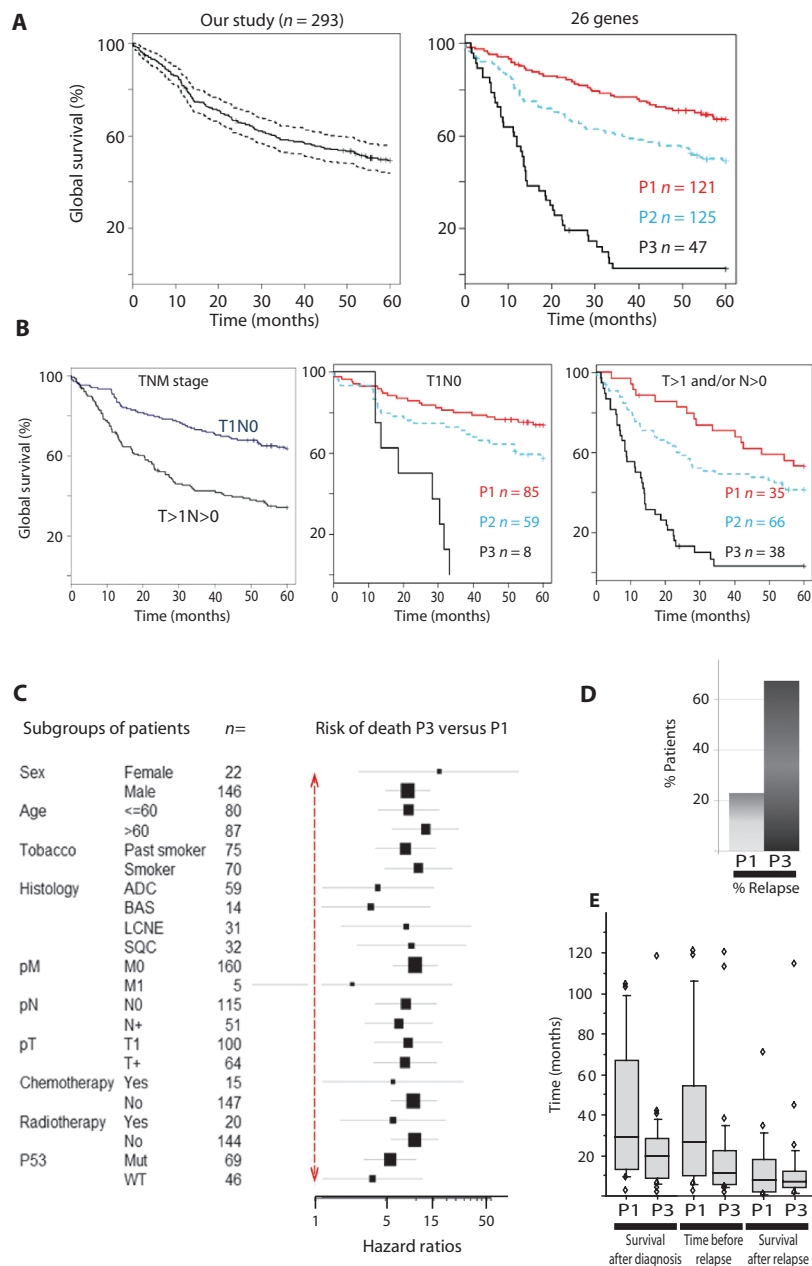 A
Our study (n = 293)
26 genes
Global survival (%)
100
60
20
0 10 20 30 40 50 60
Time (months)
100
60
20
P1 n = 121
P2 n = 125
P3 n = 47
0 10 20 30 40 50 60
Time (months)
B
Global survival (%)
100
60
20
TNM stage
T1N0
T>1N>0
0 10 20 30 40 50 60
Time (months)
T1N0
100
80
60
40
20
P1 n = 85
P2 n = 59
P3 n = 8
0 10 20 30 40 50 60
Time (months)
T>1 and/or N>0
100
80
60
40
20
P1 n = 35
P2 n = 66
P3 n = 38
0 10 20 30 40 50 60
Time (months)
C
Subgroups of patients n= Risk of death P3 versus P1
Sex Female 22
Male 146
Age <=60 80
>60 87
Tobacco Past smoker 75
Smoker 70
Histology ADC 59
BAS 14
LCNE 31
SQC 32
pM M0 160
M1 5
pN N0 115
N+ 51
pT T1 100
T+ 64
Chemotherapy Yes 15
No 147
Radiotherapy Yes 20
No 144
P53 Mut 69
WT 46
1 5 15 50
Hazard ratios
D
% Patients
60
40
20
P1 P3
% Relapse
E
Time (months)
120
100
80
60
40
20
P1 P3 P1 P3 P1 P3
Survival after diagnosis
Time before relapse
Survival after relapse